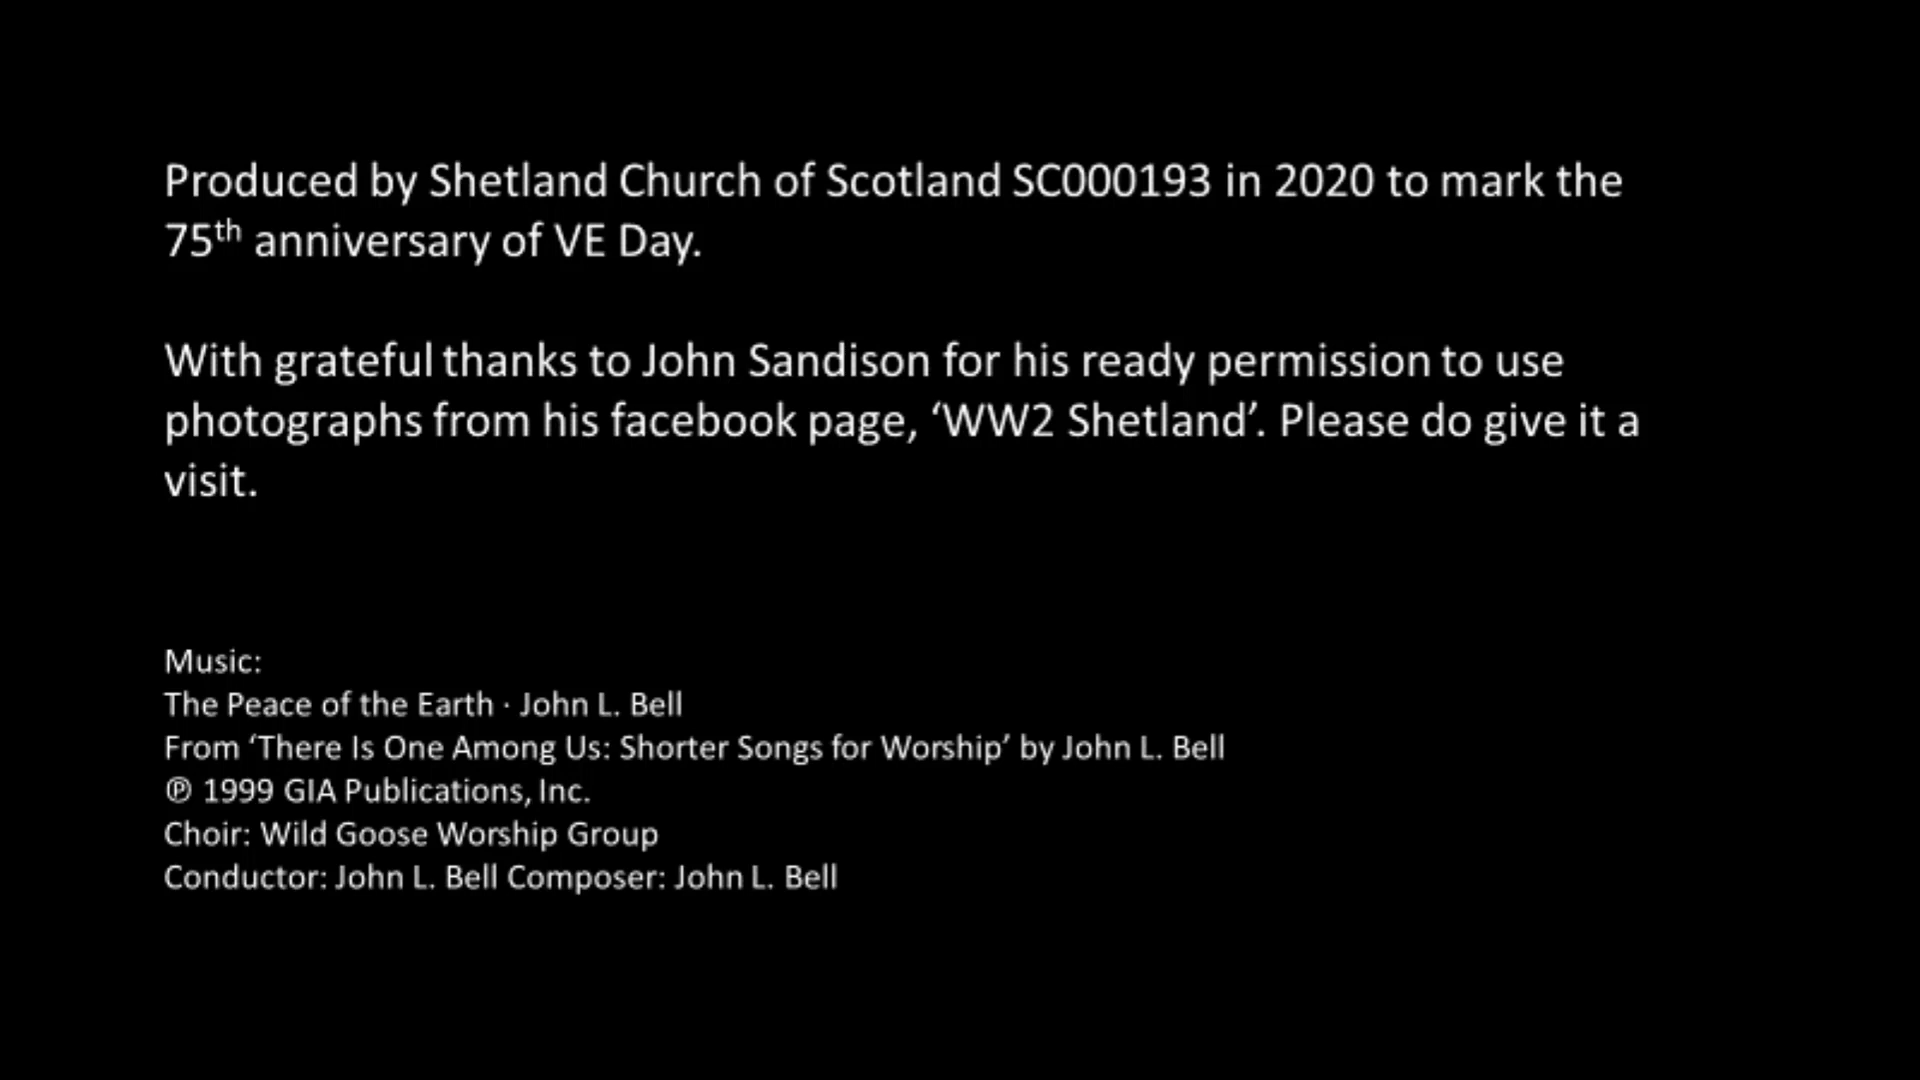 Produced by Shetland Church of Scotland SC000193 in 2020 to mark the
75th anniversary of VE Day.
With grateful thanks to John Sandison for his ready permission to use
photographs from his facebook page, ‘WW2 Shetland’. Please do give it a
visit.
Music:
The Peace of the Earth · John L. Bell
From ‘There Is One Among Us: Shorter Songs for Worship’ by John L. Bell
℗ 1999 GIA Publications, Inc.
Choir: Wild Goose Worship Group
Conductor: John L. Bell Composer: John L. Bell